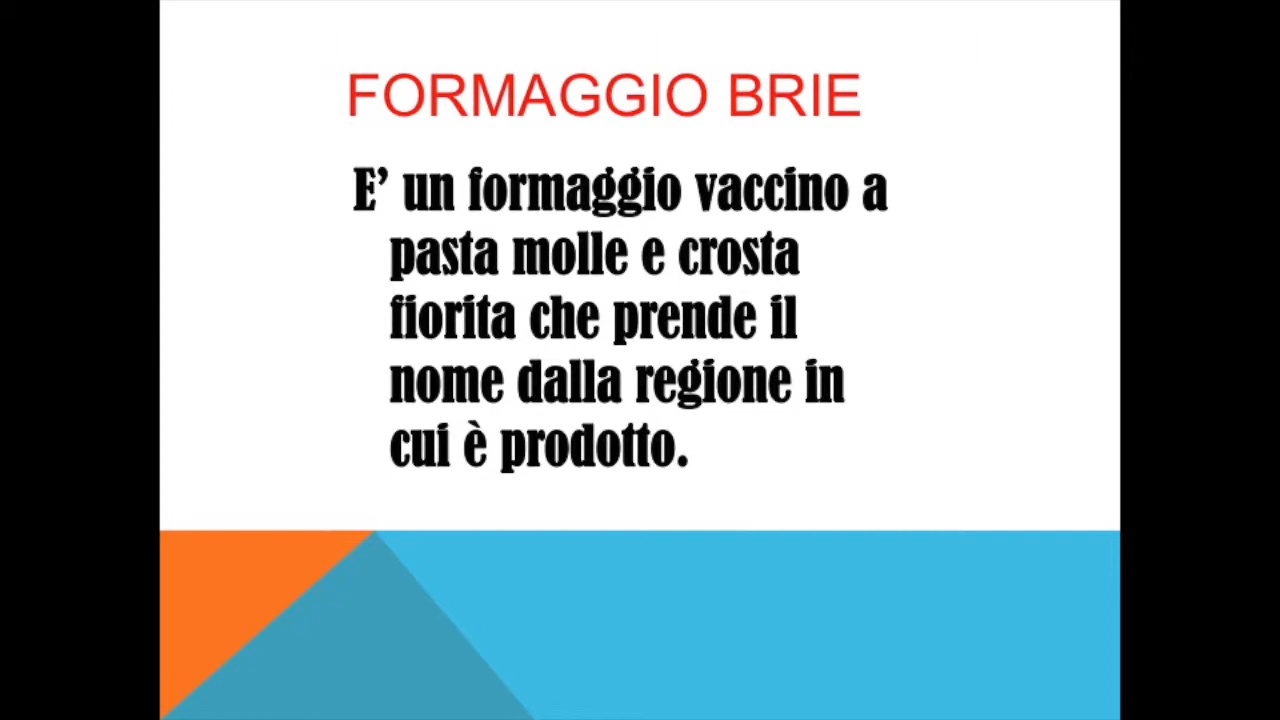 FORMAGGIO BRIE
E’ un formaggio vaccino a
pasta molle e crosta
fiorita che prende il
nome dalla regione in
cui è prodotto.